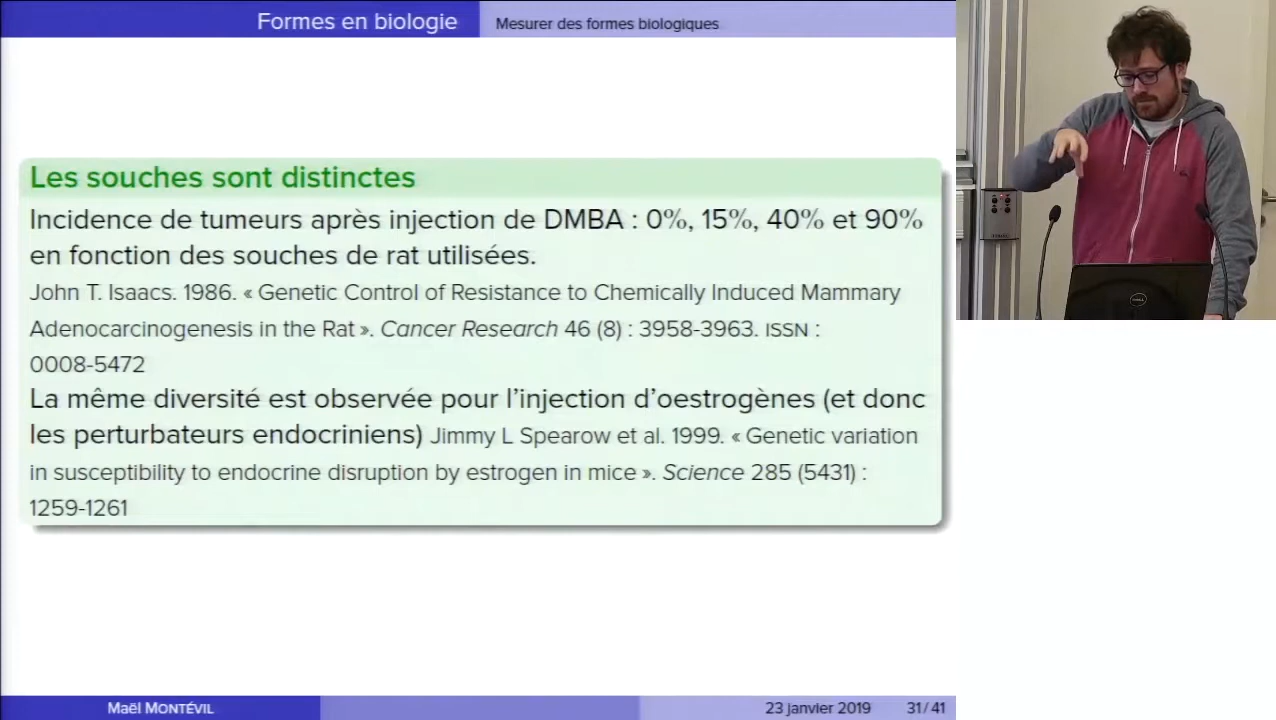 Formes en biologie
Mesurer des formes biologiques
Les souches sont distinctes
Incidence de tumeurs après injection de DMBA : 0%, 15%, 40% et 90%
en fonction des souches de rat utilisées.
John T. Isaacs. 1986. « Genetic Control of Resistance to Chemically Induced Mammary
Adenocarcinogenesis in the Rat ». Cancer Research 46 (8) : 3958-3963. ISSN :
0008-5472
La même diversité est observée pour l'injection d'oestrogènes (et donc
les perturbateurs endocriniens) Jimmy L Spearow et al. 1999. « Genetic variation
in susceptibility to endocrine disruption by estrogen in mice ». Science 285 (5431) :
1259-1261
Maël MONTÉVIL
23 janvier 2019
31/41
DELL